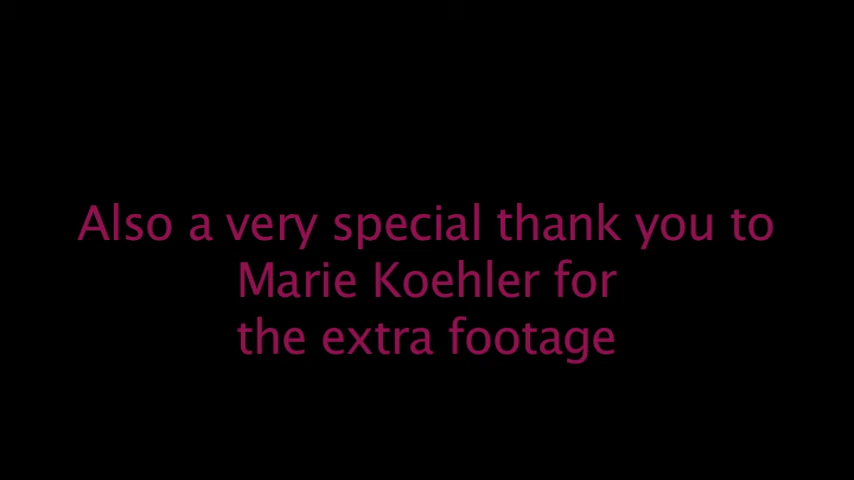 Also a very special thank you to
Marie Koehler for
the extra footage